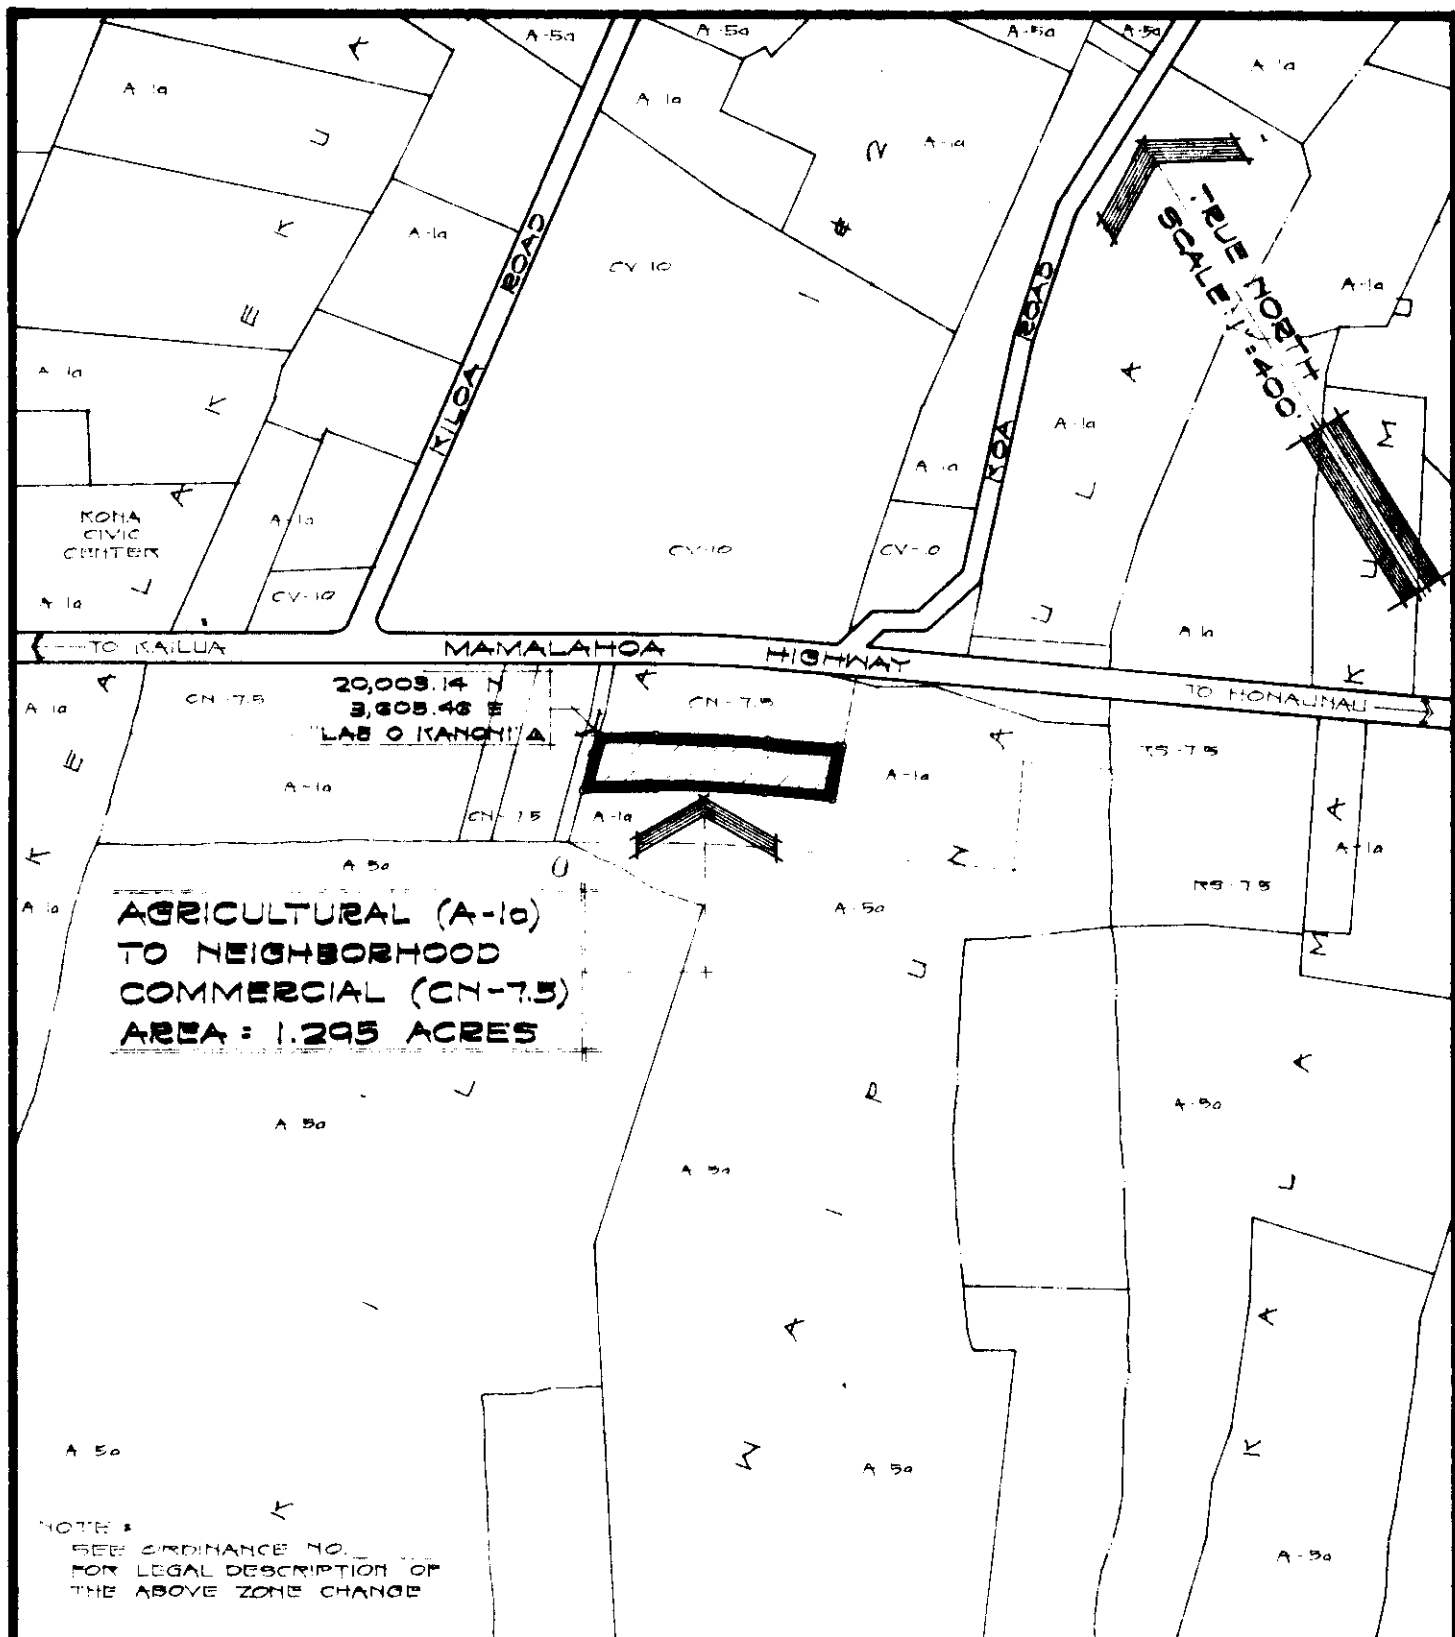 A-5a
A-5a
A-5a
A-5a
A-1a
A-1a
A-1a
A-1a
A-1a
CV-10
A-1a
A-1a
A-1a
A-1a
A-1a
CV-10
CV-10
A-1a
A-1a
KILOA ROAD
KOA ROAD
TRUE NORTH
SCALE: 1" = 400'
KONA
CIVIC
CENTER
CV-10
TO KAILUA
MAMALAHOA HIGHWAY
TO HONAUNAU
20,003.14 N
3,605.46 E
CN-7.5
CN-7.5
A-1a
A-1a
A-1a
RS-7.5
CN-7.5
A-1a
A-1a
A-5a
RS-7.5
A-1a
A-5a
AGRICULTURAL (A-1a)
TO NEIGHBORHOOD
COMMERCIAL (CN-7.5)
AREA : 1.295 ACRES
A-5a
A-5a
A-5a
A-5a
A-5a
A-5a
NOTE :
SEE ORDINANCE NO.
FOR LEGAL DESCRIPTION OF
THE ABOVE ZONE CHANGE